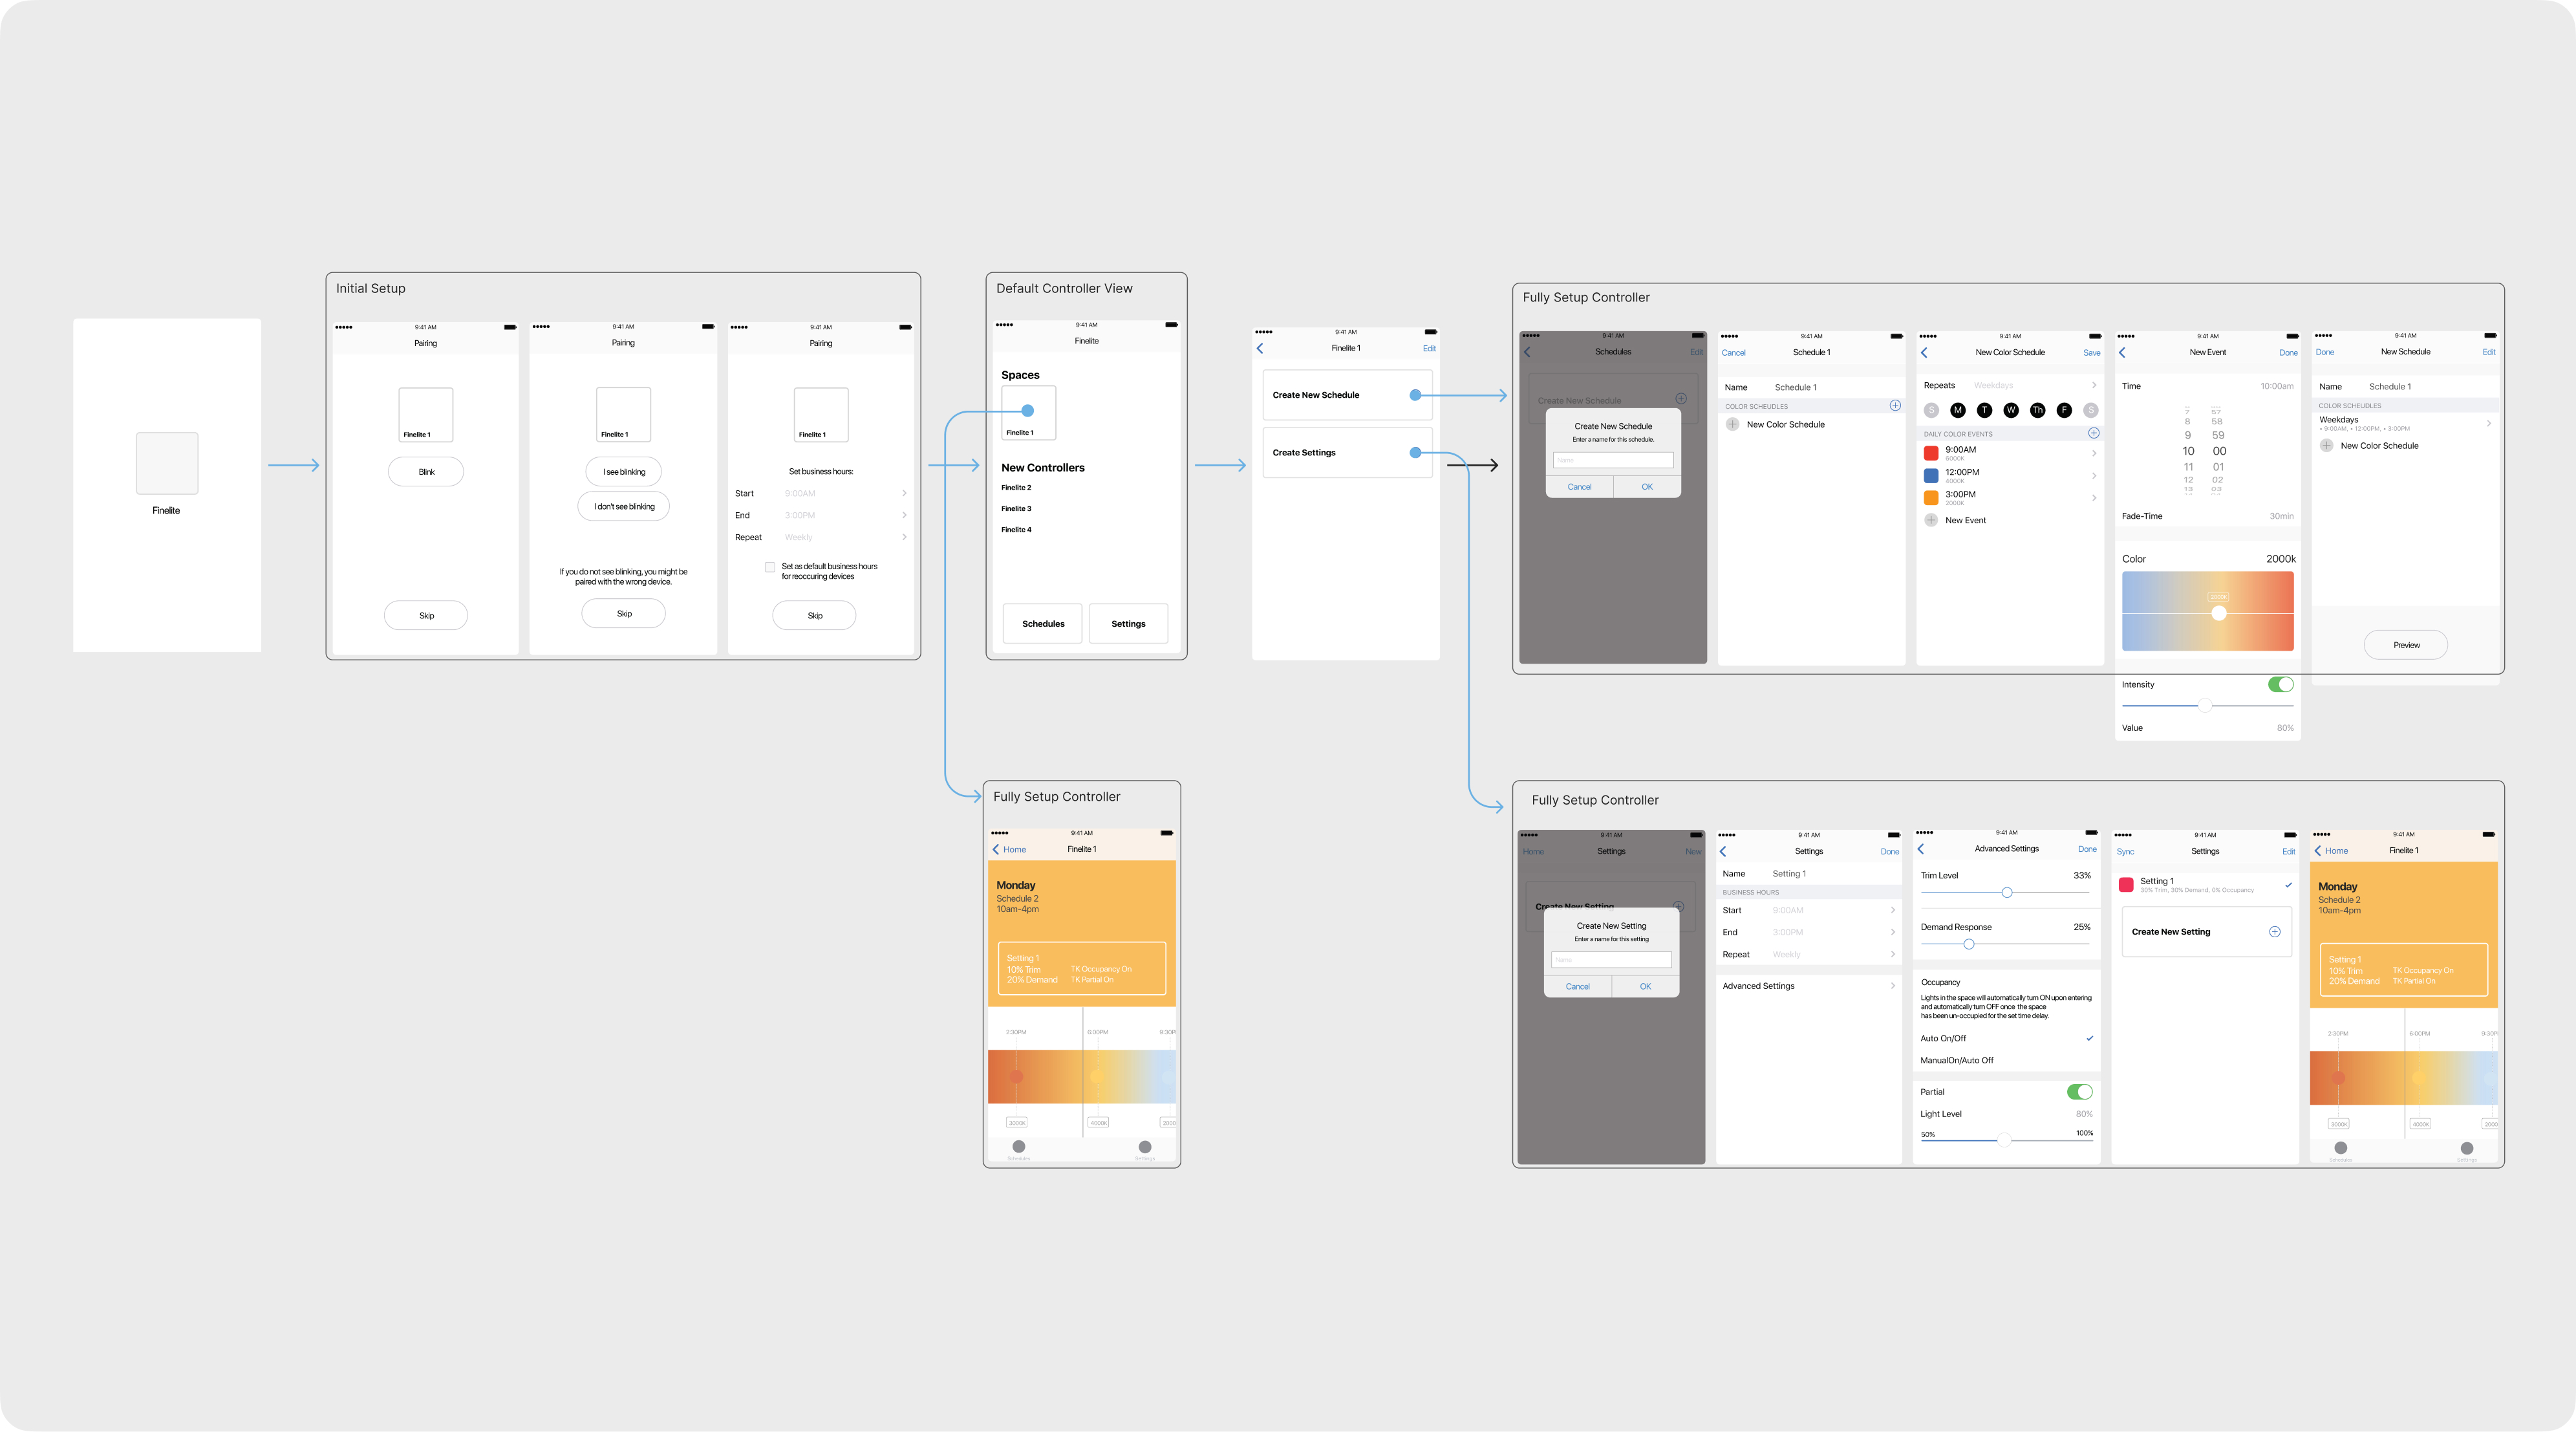 Finelite
Initial Setup
9:41 AM
Pairing
Finelite 1
Blink
Skip
9:41 AM
Pairing
Finelite 1
I see blinking
I don't see blinking
If you do not see blinking, you might be
paired with the wrong device.
Skip
9:41 AM
Pairing
Finelite 1
Set business hours:
Start 9:00AM
End 3:00PM
Repeat Weekly
Set as default business hours
for reoccuring devices
Skip
Default Controller View
9:41 AM
Finelite
Spaces
Finelite 1
New Controllers
Finelite 2
Finelite 3
Finelite 4
Schedules Settings
9:41 AM
Finelite 1 Edit
Create New Schedule
Create Settings
Fully Setup Controller
9:41 AM
Schedules Edit
Create New Schedule
Create New Schedule
Enter a name for this schedule.
Name
Cancel OK
9:41 AM
Cancel Schedule 1
Name Schedule 1
COLOR SCHEUDLES
New Color Schedule
9:41 AM
New Color Schedule Save
Repeats Weekdays
S M T W Th F S
DAILY COLOR EVENTS
9:00AM
6000K
12:00PM
4000K
3:00PM
2000K
New Event
9:41 AM
New Event Done
Time 10:00am
7 57
8 58
9 59
10 00
11 01
12 02
13 03
Fade-Time 30min
Color 2000k
2000K
Intensity
Value 80%
9:41 AM
Done New Schedule Edit
Name Schedule 1
COLOR SCHEUDLES
Weekdays
• 9:00AM, • 12:00PM, • 3:00PM
New Color Schedule
Preview
Fully Setup Controller
9:41 AM
Home Finelite 1
Monday
Schedule 2
10am-4pm
Setting 1
10% Trim TK Occupancy On
20% Demand TK Partial On
2:30PM 6:00PM 9:30P
3000K 4000K 2000
Schedules Settings
Fully Setup Controller
9:41 AM
Home Settings New
Create New Setting
Create New Setting
Enter a name for this setting
Name
Cancel OK
9:41 AM
Settings Done
Name Setting 1
BUSINESS HOURS
Start 9:00AM
End 3:00PM
Repeat Weekly
Advanced Settings
9:41 AM
Advanced Settings Done
Trim Level 33%
Demand Response 25%
Occupancy
Lights in the space will automatically turn ON upon entering
and automatically turn OFF once the space
has been un-occupied for the set time delay.
Auto On/Off
ManualOn/Auto Off
Partial
Light Level 80%
50% 100%
9:41 AM
Sync Settings Edit
Setting 1
30% Trim, 30% Demand, 0% Occupancy
Create New Setting
9:41 AM
Home Finelite 1
Monday
Schedule 2
10am-4pm
Setting 1
10% Trim TK Occupancy On
20% Demand TK Partial On
2:30PM 6:00PM 9:30P
3000K 4000K 2000
Schedules Settings